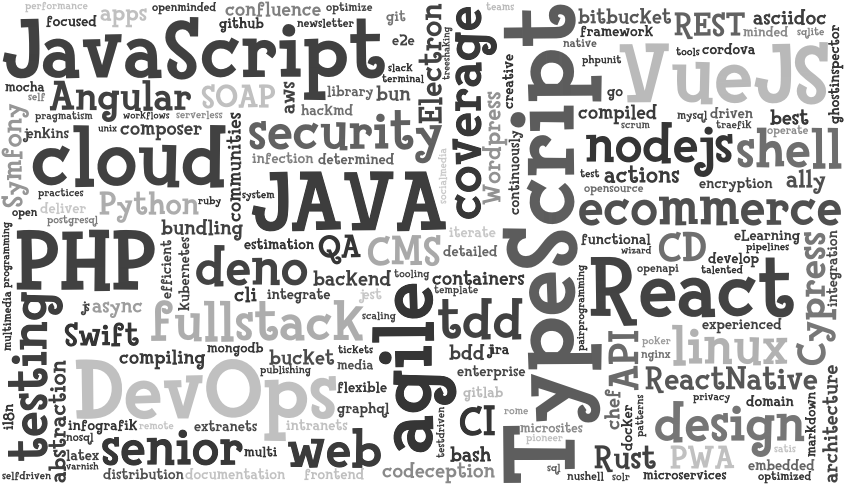 performance
apps
openminded
confluence
optimize
focused
github
newsletter
git
teams
bitbucket
REST
asciidoc
minded
sqlite
framework
JavaScript
e2e
Electron
treeshaking
coverage
TypeScript
native
tools
cordova
VueJS
ghostinspector
slack
terminal
phpunit
creative
mocha
self
Angular
SOAP
aws
library
bun
go
hackmd
Wordpress
compiled
mysql
driven
best
pragmatism
workflows
serverless
Symfony
jenkins
unix
composer
communities
security
scrum
traefik
operate
continuously
nodejs
shell
cloud
infection
determined
socialmedia
test
actions
opensource
encryption
ally
practices
system
JAVA
open
deliver
Python
ruby
postgresql
ecommerce
bundling
iterate
multimedia
programming
PHP
efficient
kubernetes
estimation
QA
CMS
detailed
functional
wizard
CD
eLearning
pipelines
Cypress
integration
deno
backend
tooling
containers
template
openapi
develop
talented
cli
integrate
jest
pairprogramming
React
testing
js
async
Fullstack
scaling
agile
tdd
Swift
experienced
API
poker
nginx
linux
compiling
mongodb
bucket
tickets
media
publishing
bdd
jira
enterprise
DevOps
flexible
gitlab
ReactNative
abstraction
i18n
graphql
testdriven
CI
rome
chef
docker
patterns
privacy
domain
markdown
architecture
infografik
remote
extranets
intranets
microsites
pioneer
design
nosql
latex
varnish
senior
multi
web
bash
sql
Rust
PWA
satis
embedded
optimized
selfdriven
distribution
documentation
frontend
codeception
nushell
solr
microservices